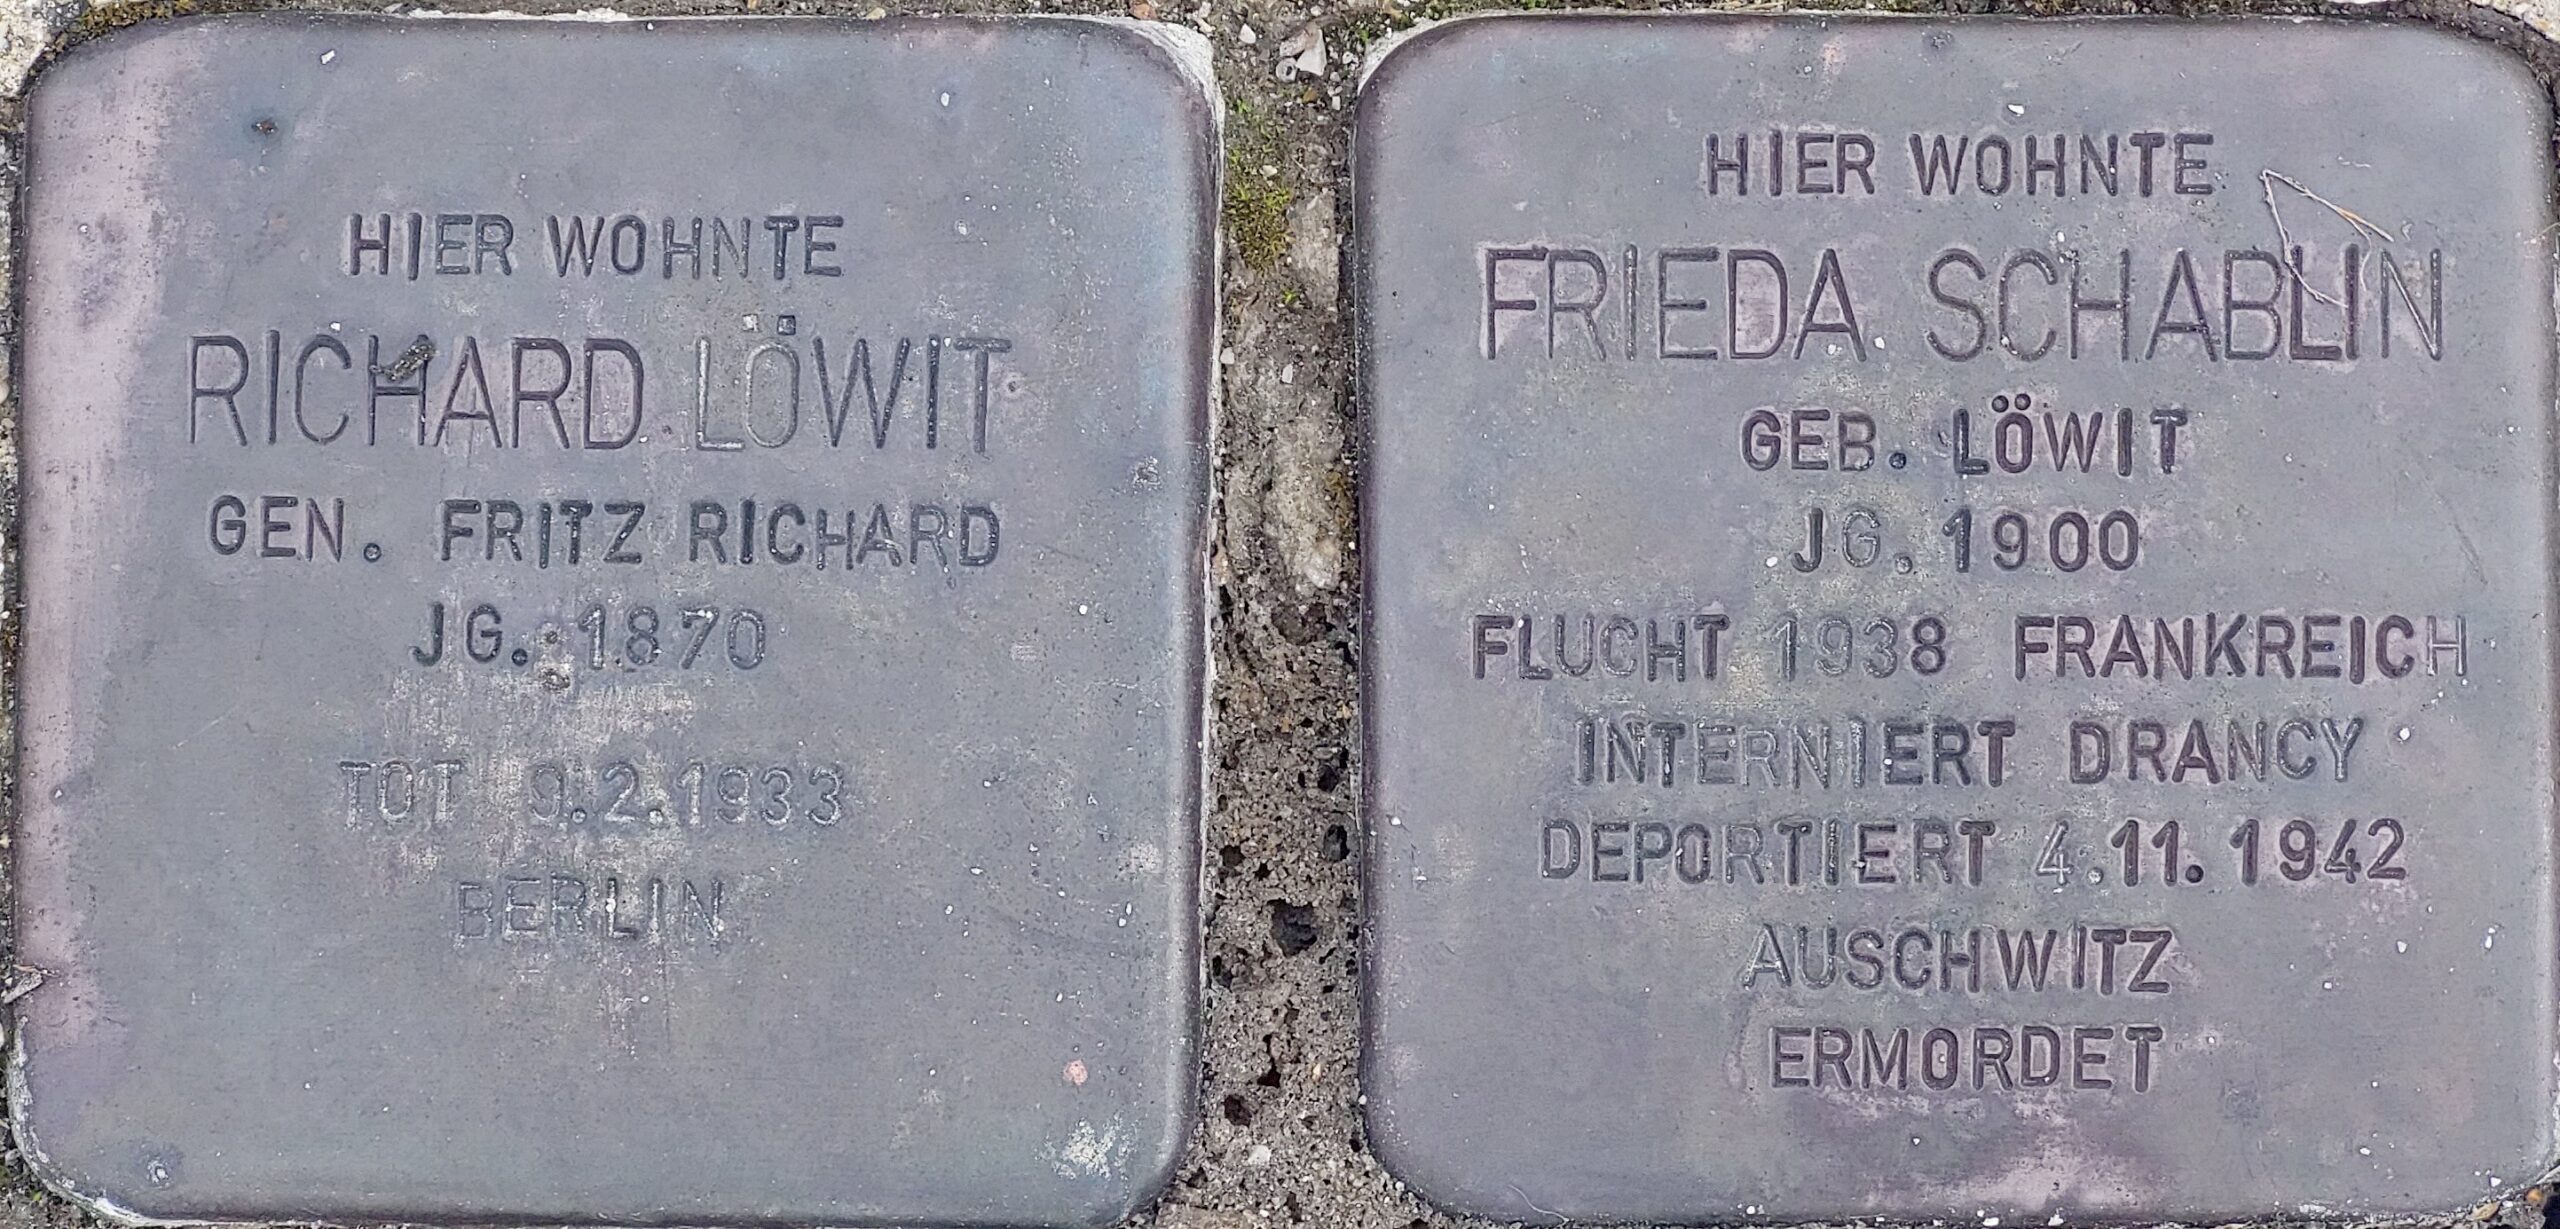 HIER WOHNTE
RICHARD LÖWIT
GEN. FRITZ RICHARD
JG. 1870
TOT 9.2.1933
BERLIN
HIER WOHNTE
FRIEDA SCHABLIN
GEB. LÖWIT
JG. 1900
FLUCHT 1938 FRANKREICH
INTERNIERT DRANCY
DEPORTIERT 4.11.1942
AUSCHWITZ
ERMORDET